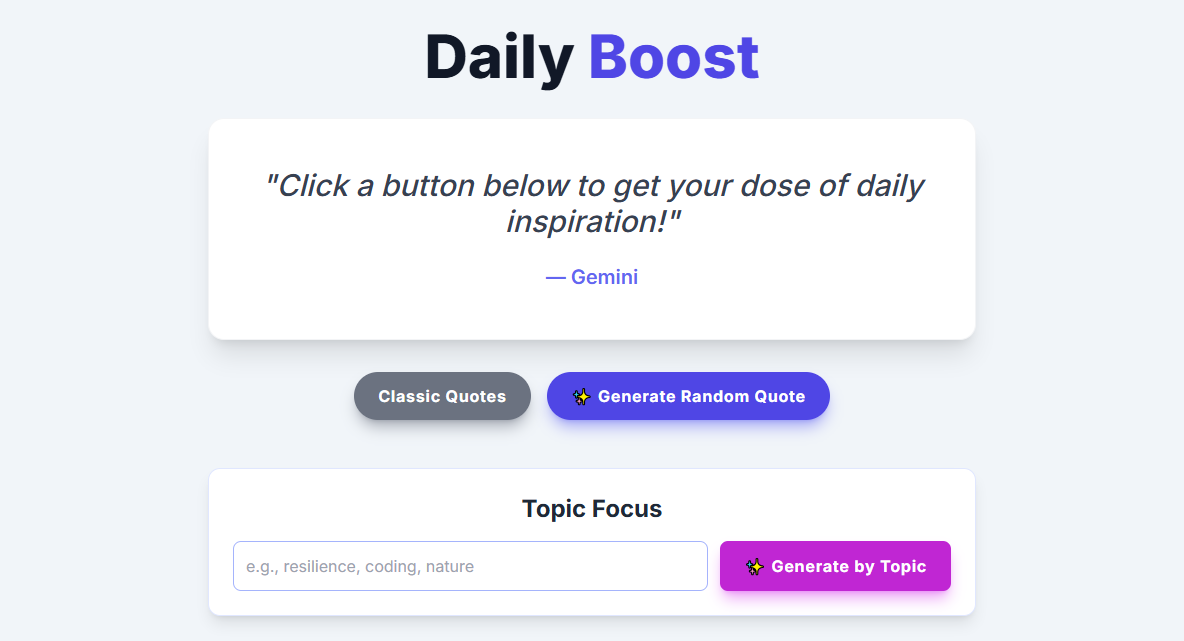 Daily Boost
"Click a button below to get your dose of daily
inspiration!"
— Gemini
Classic Quotes
✨ Generate Random Quote
Topic Focus
e.g., resilience, coding, nature
✨ Generate by Topic